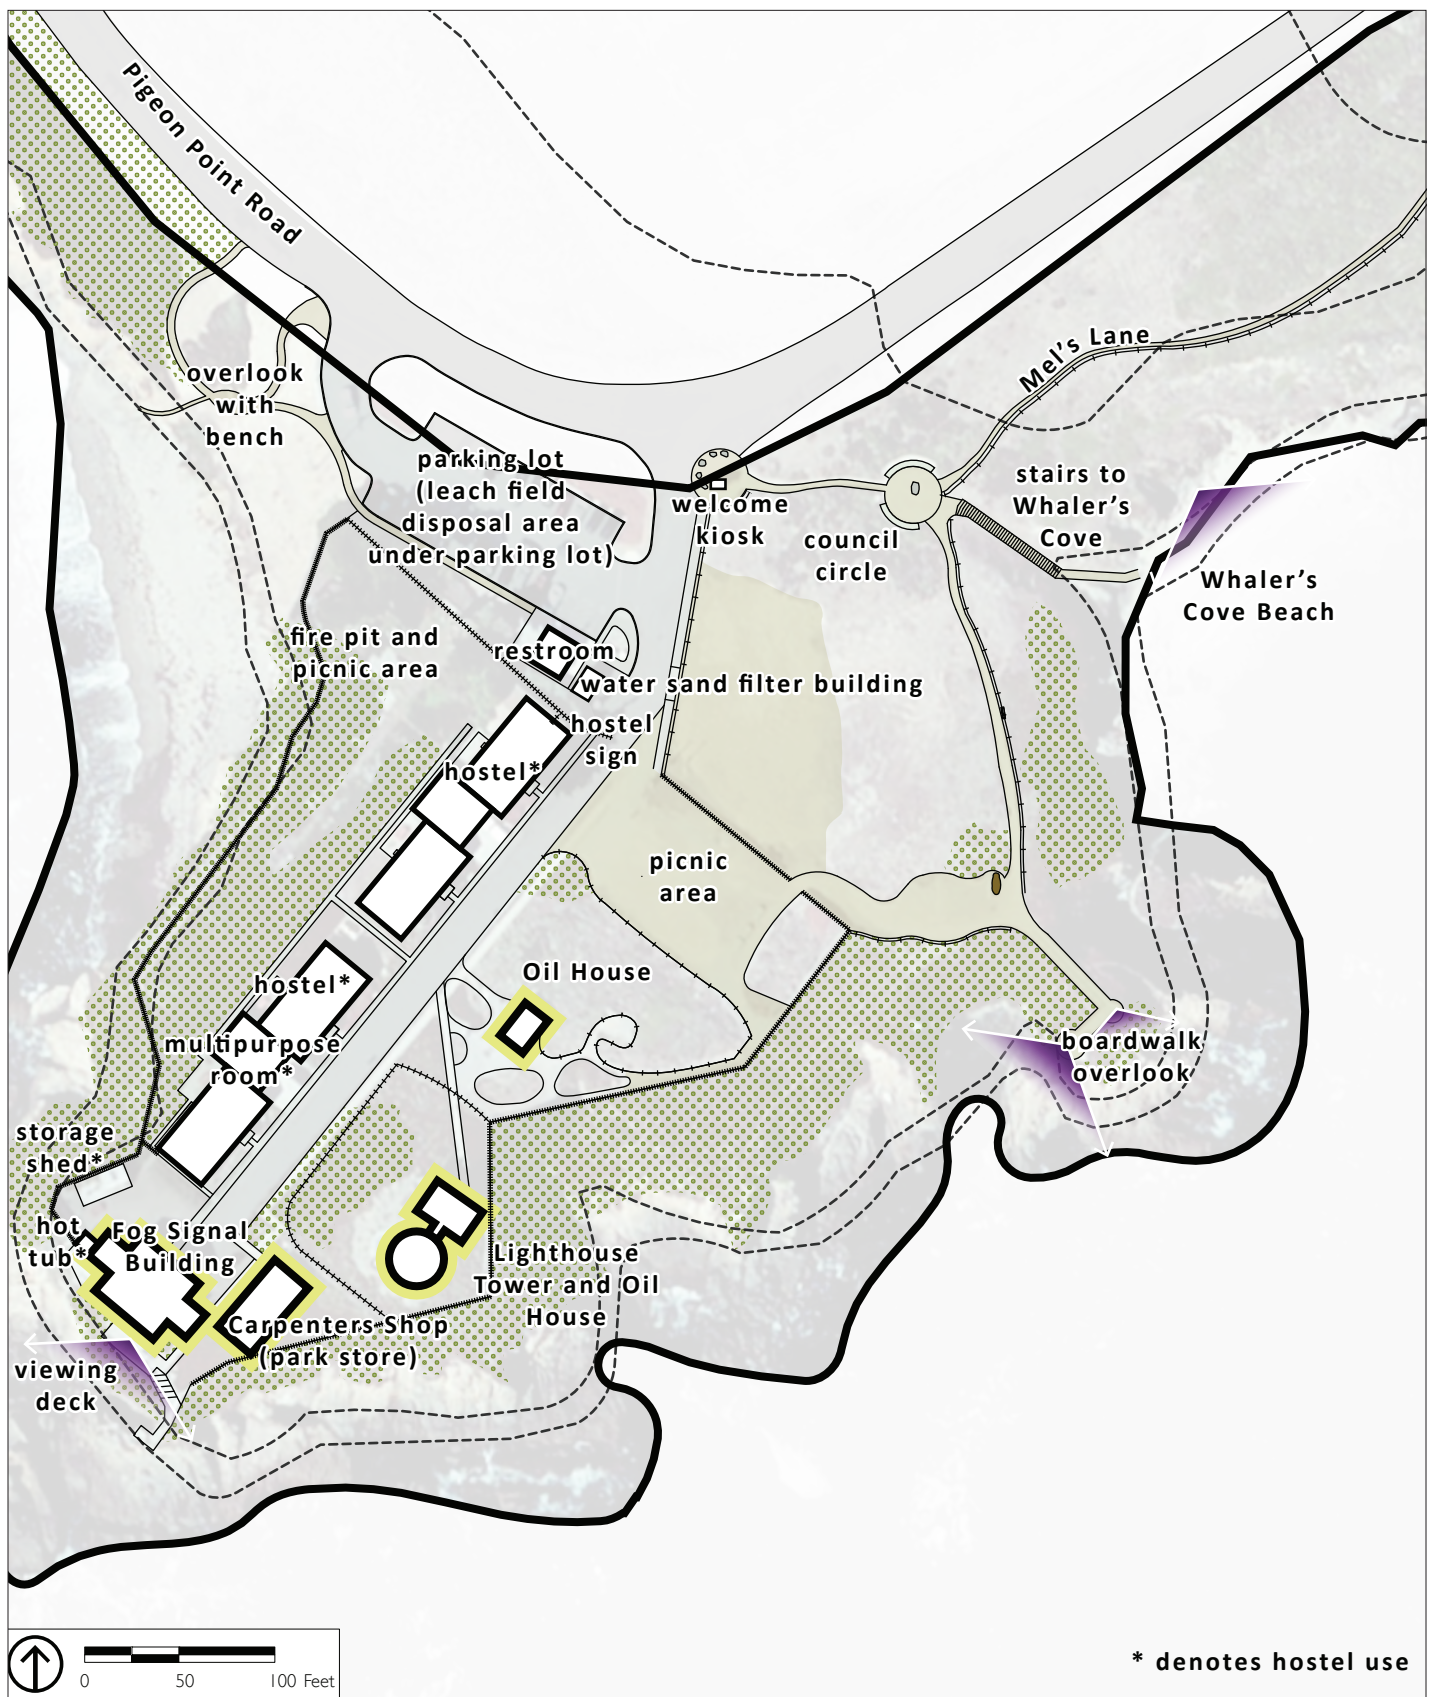 Pigeon Point Road
Mel's Lane
overlook
with
bench
parking lot
(leach field
disposal area
under parking lot)
welcome
kiosk
council
circle
stairs to
Whaler's
Cove
Whaler's
Cove Beach
fire pit and
picnic area
restroom
water sand filter building
hostel
sign
hostel*
picnic
area
Oil House
hostel*
multipurpose
room*
boardwalk
overlook
storage
shed*
hot
tub*
Fog Signal
Building
Lighthouse
Tower and Oil
House
Carpenters Shop
(park store)
viewing
deck
0 50 100 Feet
* denotes hostel use